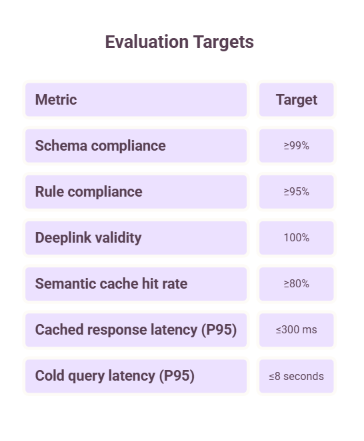 Evaluation Targets
Metric Target
Schema compliance ≥99%
Rule compliance ≥95%
Deeplink validity 100%
Semantic cache hit rate ≥80%
Cached response latency (P95) ≤300 ms
Cold query latency (P95) ≤8 seconds